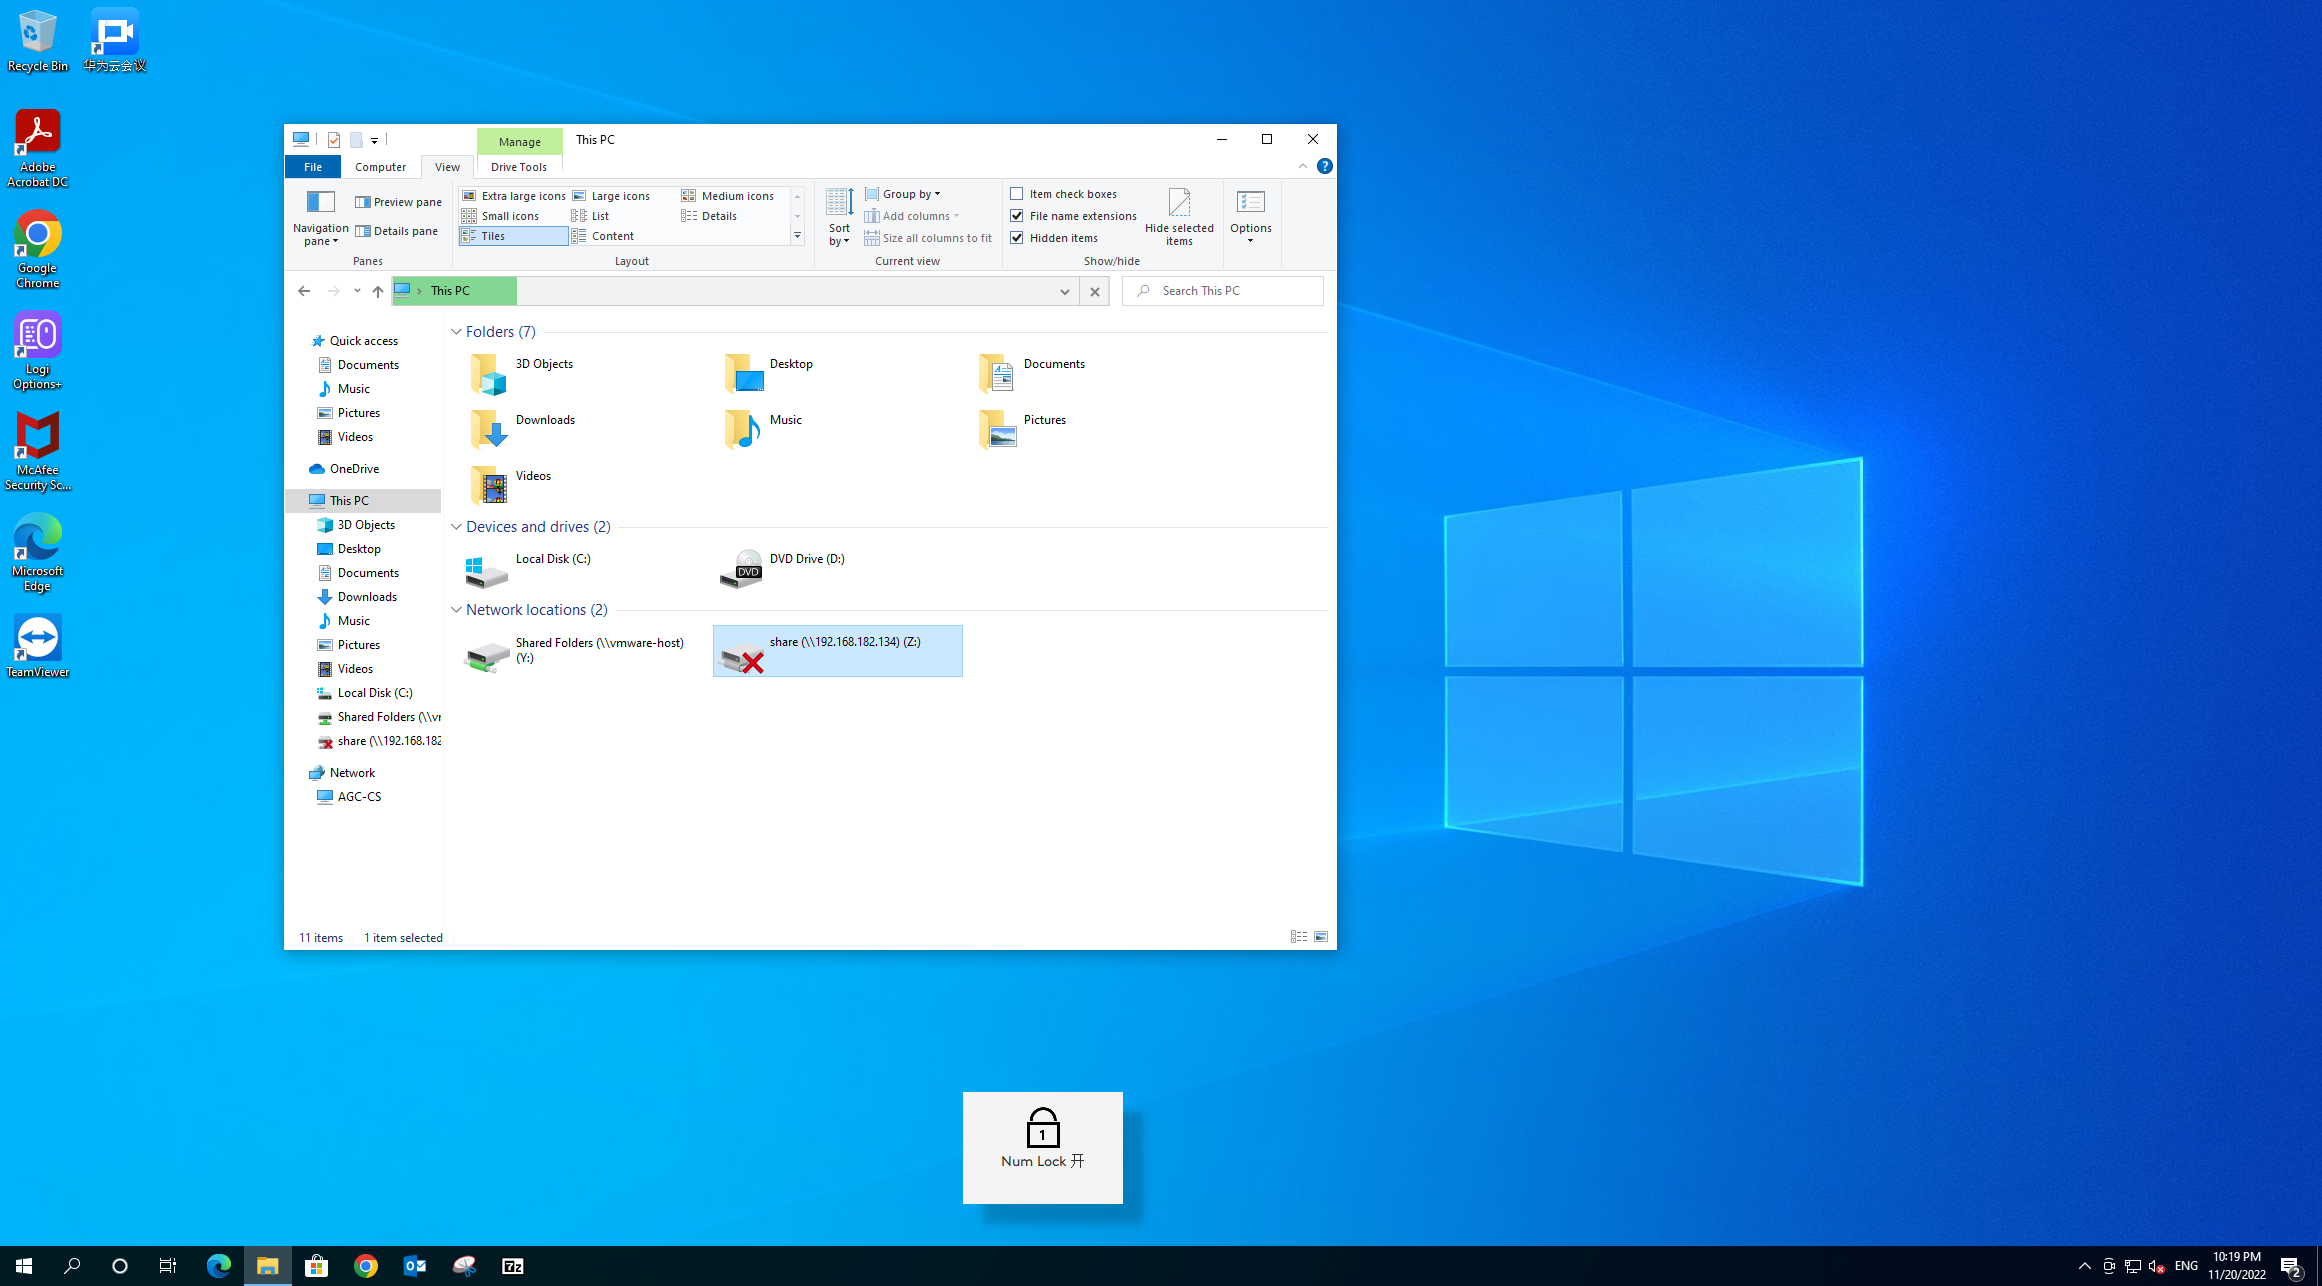 Recycle Bin
华为云会议
Adobe
Acrobat DC
Google
Chrome
Logi
Options+
McAfee
Security Sc...
Microsoft
Edge
TeamViewer
Manage
This PC
File
Computer
View
Drive Tools
Navigation
pane
Preview pane
Details pane
Panes
Extra large icons
Large icons
Medium icons
Small icons
List
Details
Tiles
Content
Layout
Sort
by
Group by
Add columns
Size all columns to fit
Current view
Item check boxes
File name extensions
Hidden items
Hide selected
items
Show/hide
Options
This PC
Search This PC
Quick access
Documents
Music
Pictures
Videos
OneDrive
This PC
3D Objects
Desktop
Documents
Downloads
Music
Pictures
Videos
Local Disk (C:)
Shared Folders (\\vr
share (\\192.168.182
Network
AGC-CS
Folders (7)
3D Objects
Desktop
Documents
Downloads
Music
Pictures
Videos
Devices and drives (2)
Local Disk (C:)
DVD
DVD Drive (D:)
Network locations (2)
Shared Folders (\\vmware-host)
(Y:)
share (\\192.168.182.134) (Z:)
11 items
1 item selected
1
Num Lock 开
7z
ENG
10:19 PM
11/20/2022
2